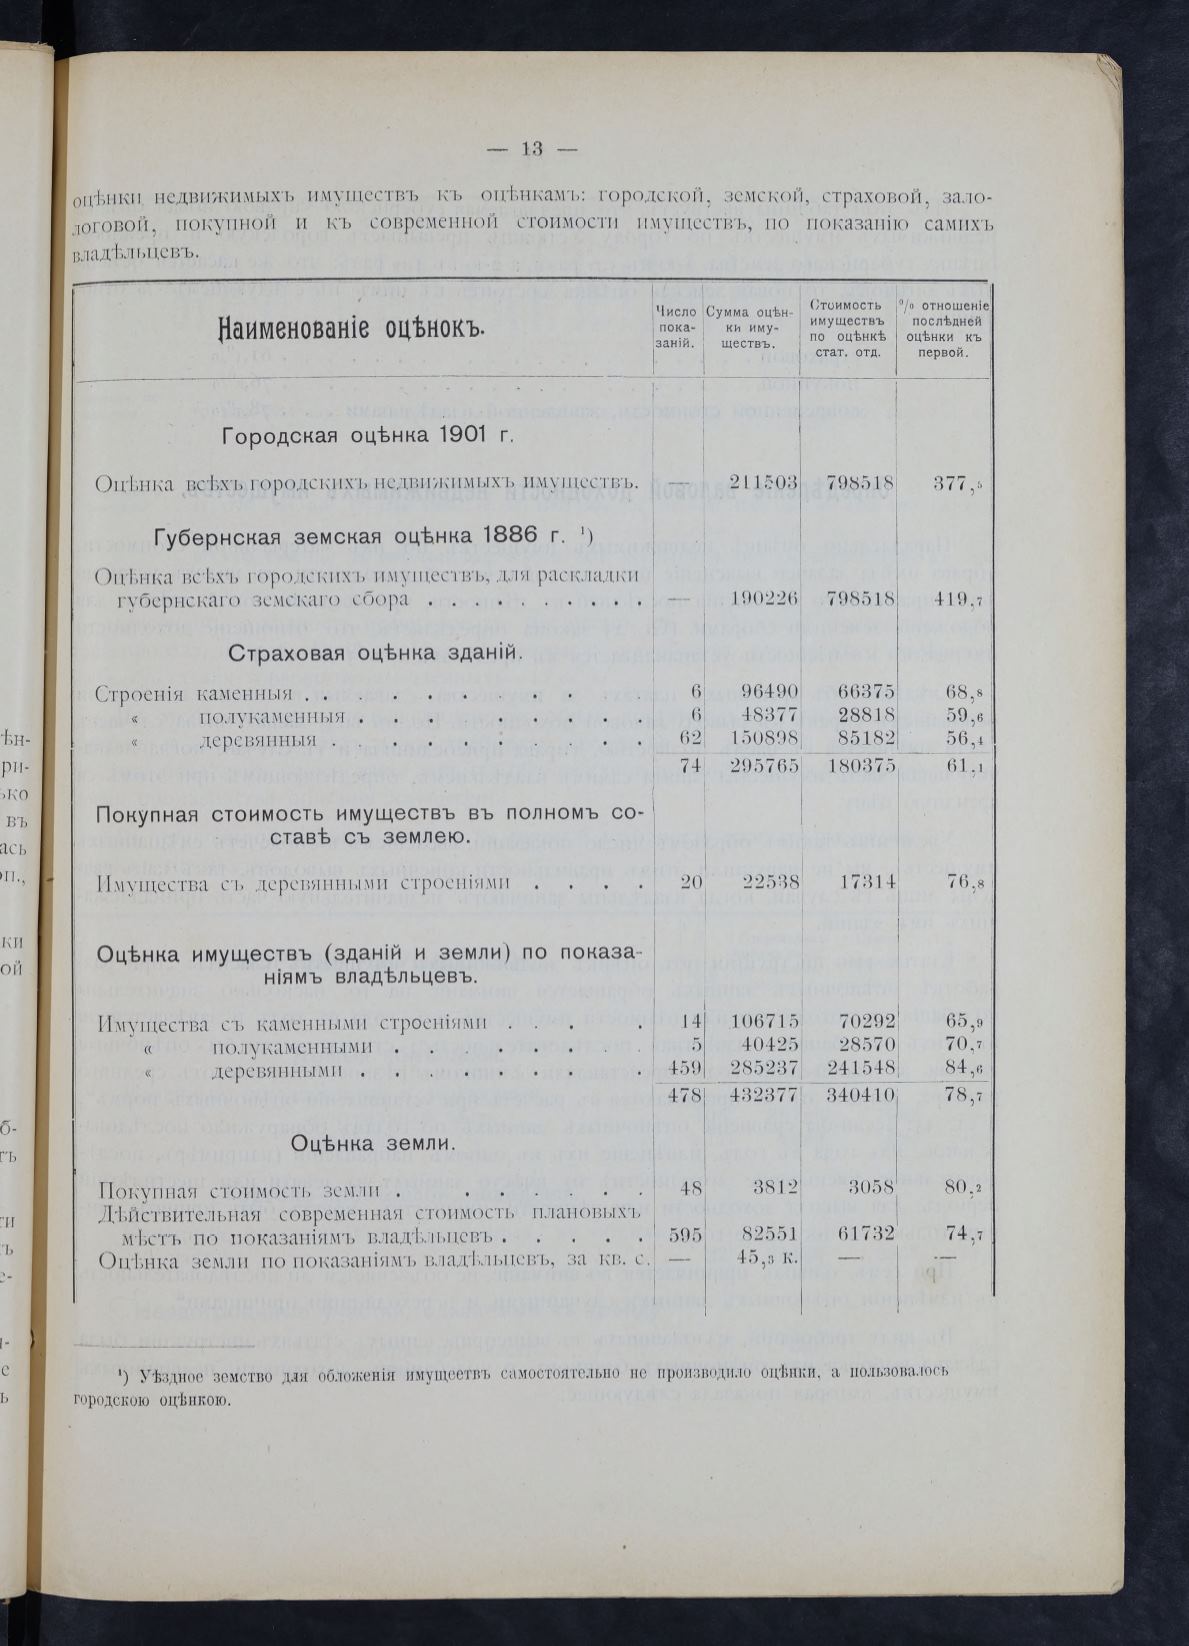 — 13 —
оцѣнки недвижимыхъ имуществъ къ оцѣнкамъ: городской, земской, страховой, зало-
логовой, покупной и къ современной стоимости имуществъ, по показанію самихъ
владѣльцевъ.
Наименованіе оцѣнокъ.
Число
пока-
заній.
Сумма оцѣн-
ки иму-
ществъ.
Стоимость
имуществъ
по оцѣнкѣ
стат. отд.
% отношеніе
послѣдней
оцѣнки къ
первой.
Городская оцѣнка 1901 г.
Оцѣнка всѣхъ городскихъ недвижимыхъ имуществъ. — 211503 798518 377,5
Губернская земская оцѣнка 1886 г. ¹)
Оцѣнка всѣхъ городскихъ имуществъ, для раскладки
губернскаго земскаго сбора . . . . . . . . . . — 190226 798518 419,7
Страховая оцѣнка зданій.
Строенія каменныя . . . . . . . . . 6 96490 66375 68,8
“ полукаменныя . . . . . . . . 6 48377 28818 59,6
“ деревянныя . . . . . . . . . 62 150898 85182 56,4
74 295765 180375 61,1
Покупная стоимость имуществъ въ полномъ со-
ставѣ съ землею.
Имущества съ деревянными строеніями . . . . 20 22538 17314 76,8
Оцѣнка имуществъ (зданій и земли) по показа-
ніямъ владѣльцевъ.
Имущества съ каменными строеніями . . . . 14 106715 70292 65,9
“ полукаменными . . . . . . . 5 40425 28570 70,7
“ деревянными . . . . . . . . 459 285237 241548 84,6
478 432377 340410 78,7
Оцѣнка земли.
Покупная стоимость земли . . . . . . . . 48 3812 3058 80,2
Дѣйствительная современная стоимость плановыхъ
мѣстъ по показаніямъ владѣльцевъ . . . . . 595 82551 61732 74,7
Оцѣнка земли по показаніямъ владѣльцевъ, за кв. с. — 45,3 к. — —
¹) Уѣздное земство для обложенія имуществъ самостоятельно не производило оцѣнки, а пользовалось
городскою оцѣнкою.